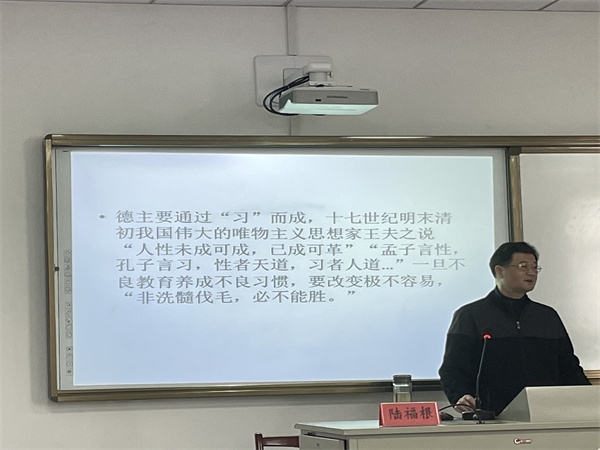 • 德主要通过“习”而成，十七世纪明末清
初我国伟大的唯物主义思想家王夫之说
“人性未成可成，已成可革”“孟子言性，
孔子言习，性者天道，习者人道...”一旦不
良教育养成不良习惯，要改变极不容易，
“非洗髓伐毛，必不能胜。”
陆福根